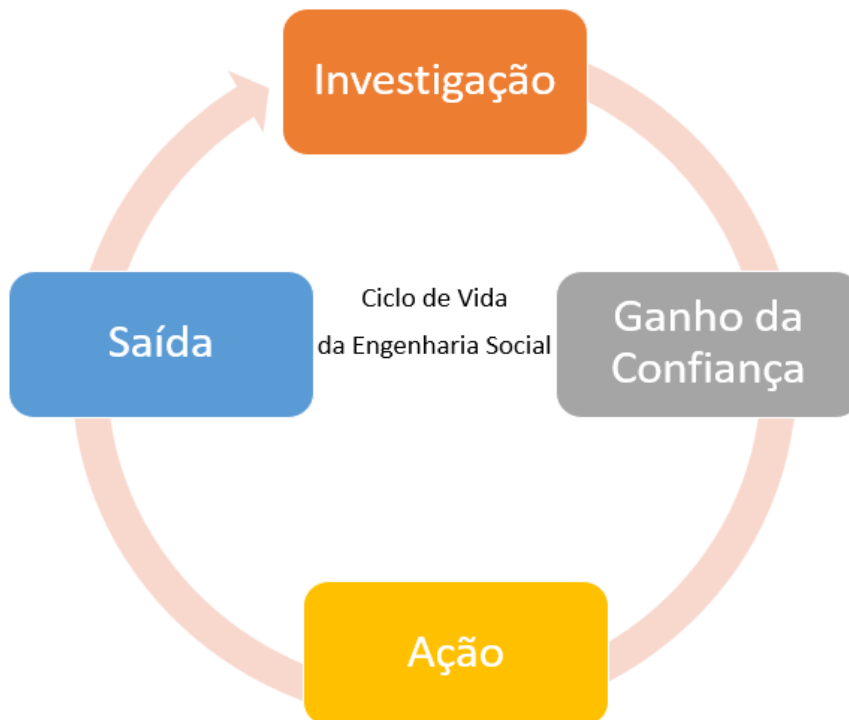 Investigação
Ciclo de Vida
da Engenharia Social
Saída
Ganho da
Confiança
Ação